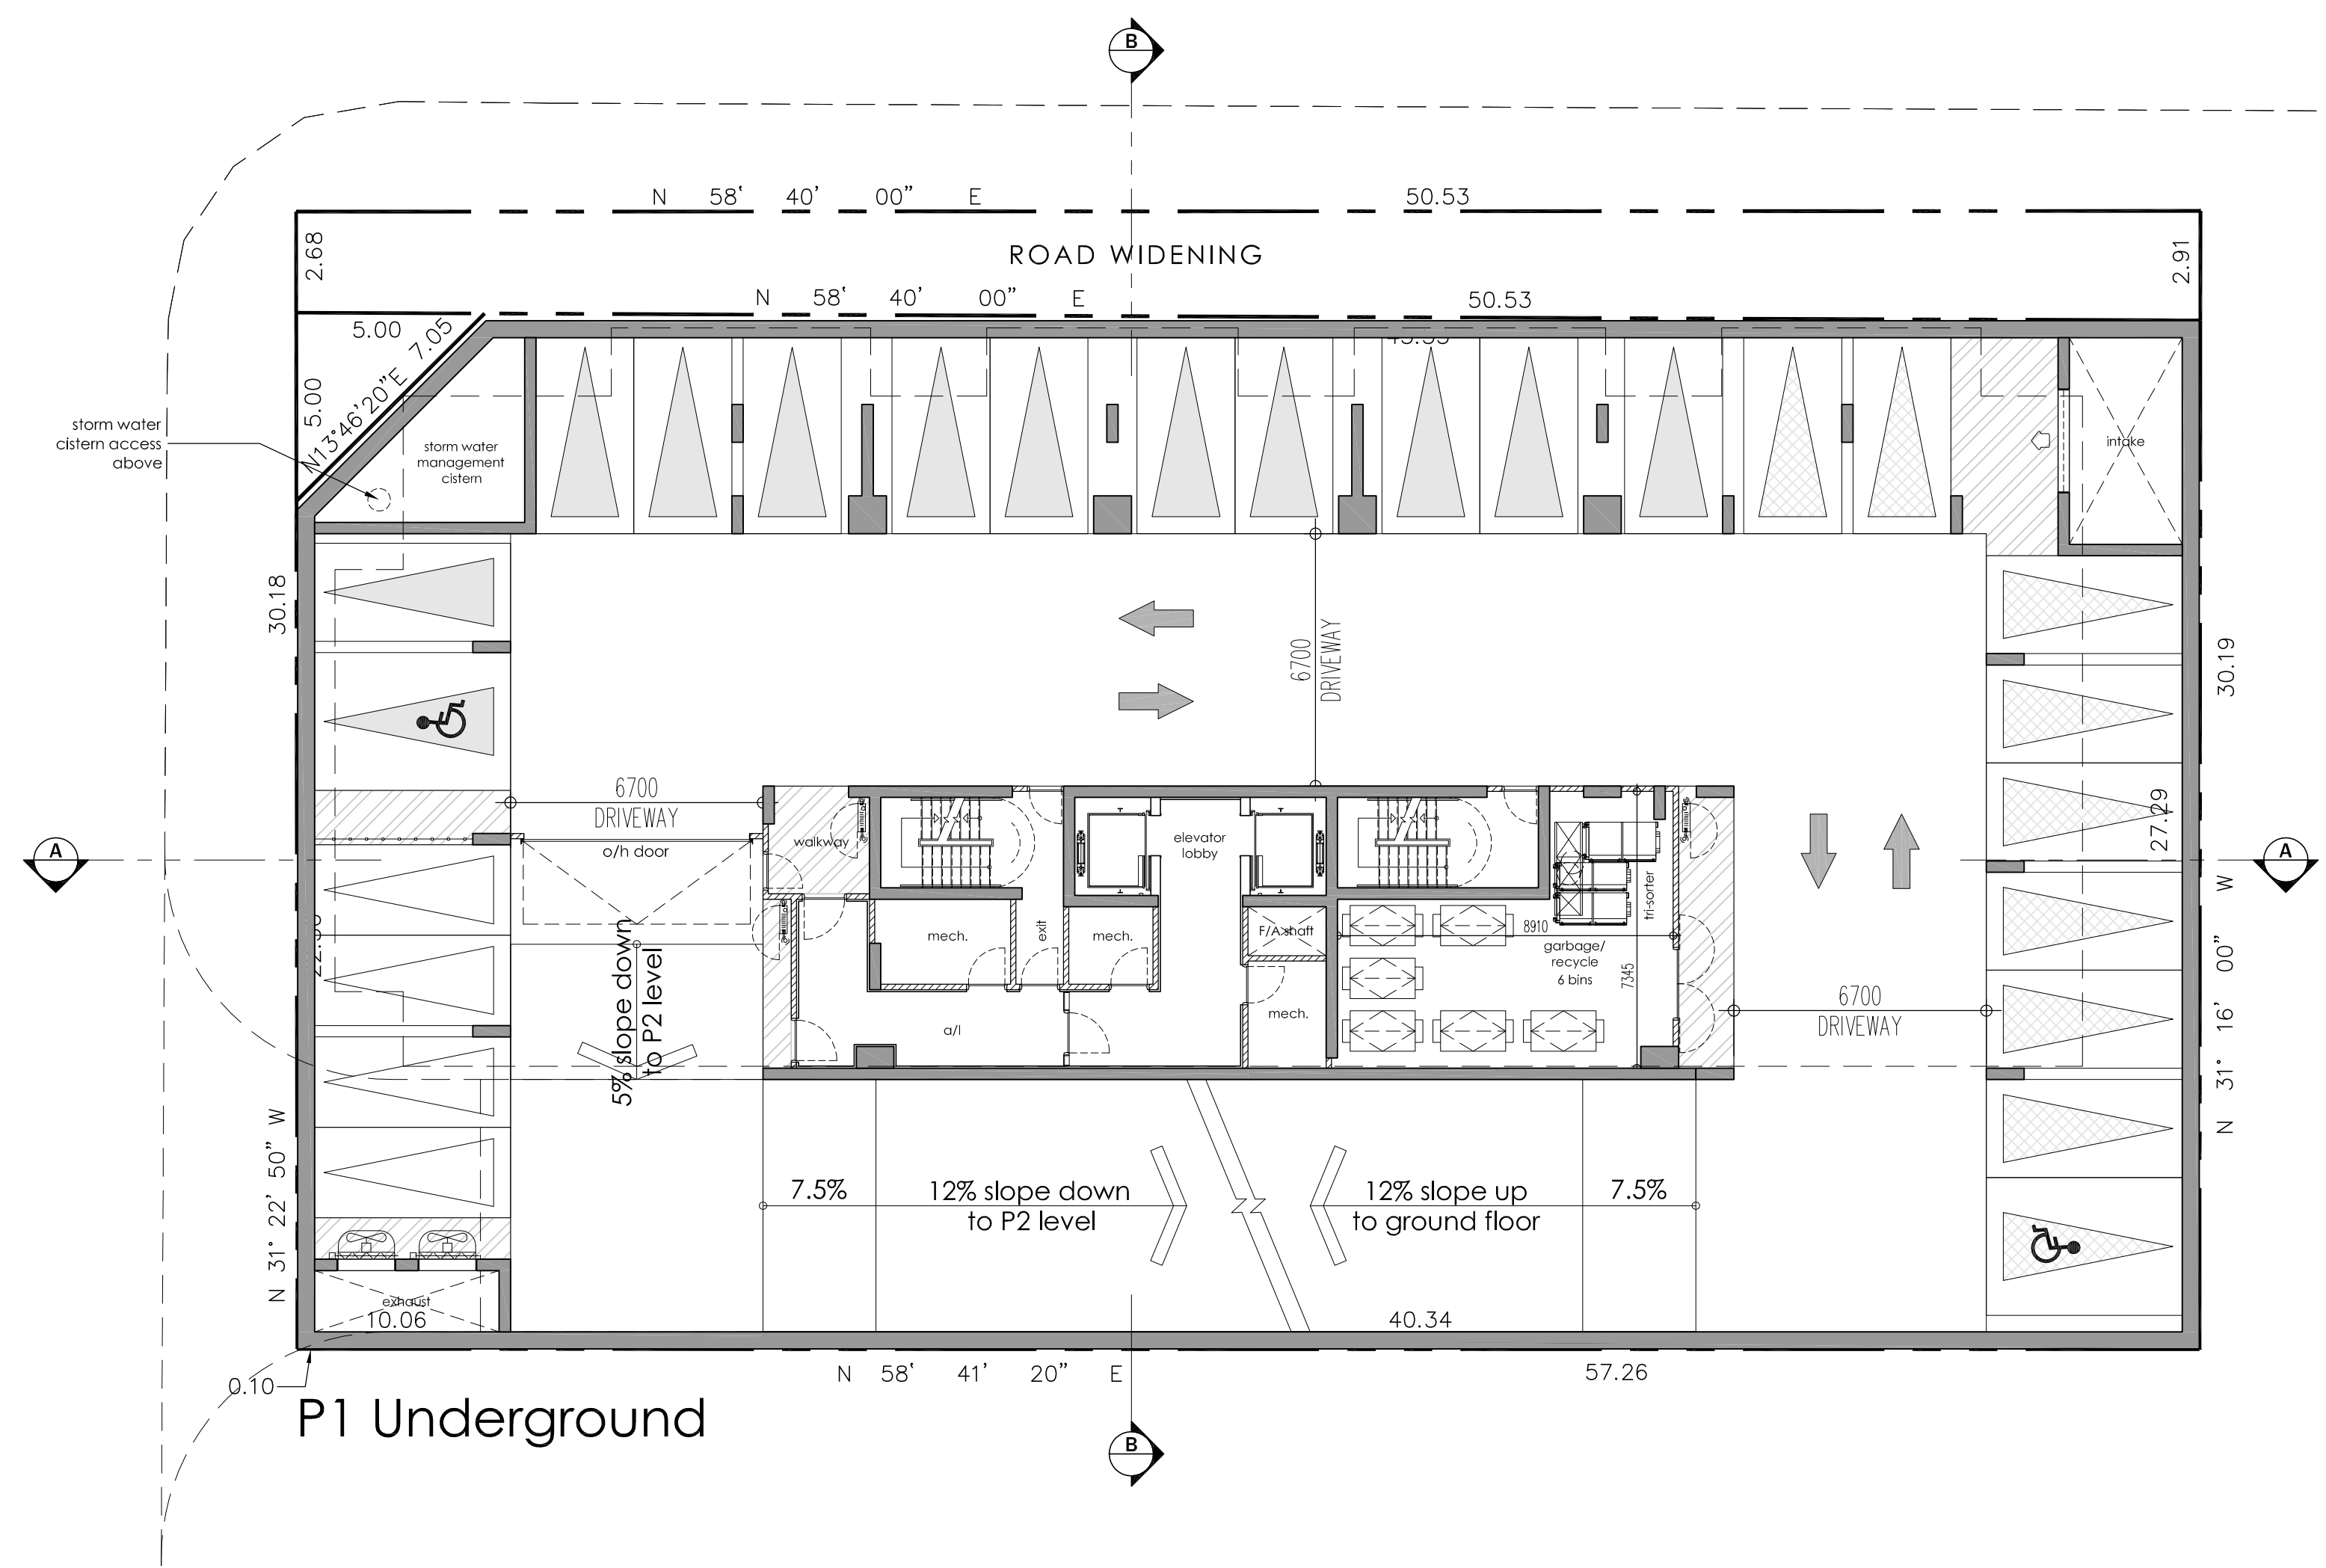 B
N 58‘ 40’ 00” E
50.53
2.68
ROAD WIDENING
2.91
N 58‘ 40’ 00” E
50.53
5.00
7.05
5.00
N13°46’20”E
storm water
cistern access
above
storm water
management
cistern
intake
30.18
6700
DRIVEWAY
30.19
6700
DRIVEWAY
o/h door
walkway
elevator
lobby
tri-sorter
27.29
A
A
5% slope down
to P2 level
mech.
exit
mech.
F/A shaft
8910
garbage/
recycle
6 bins
7345
mech.
a/l
6700
DRIVEWAY
N 31° 16’ 00” W
N 31° 22’ 50” W
7.5%
12% slope down
to P2 level
12% slope up
to ground floor
7.5%
exhaust
10.06
40.34
0.10
N 58‘ 41’ 20” E
57.26
P1 Underground
B